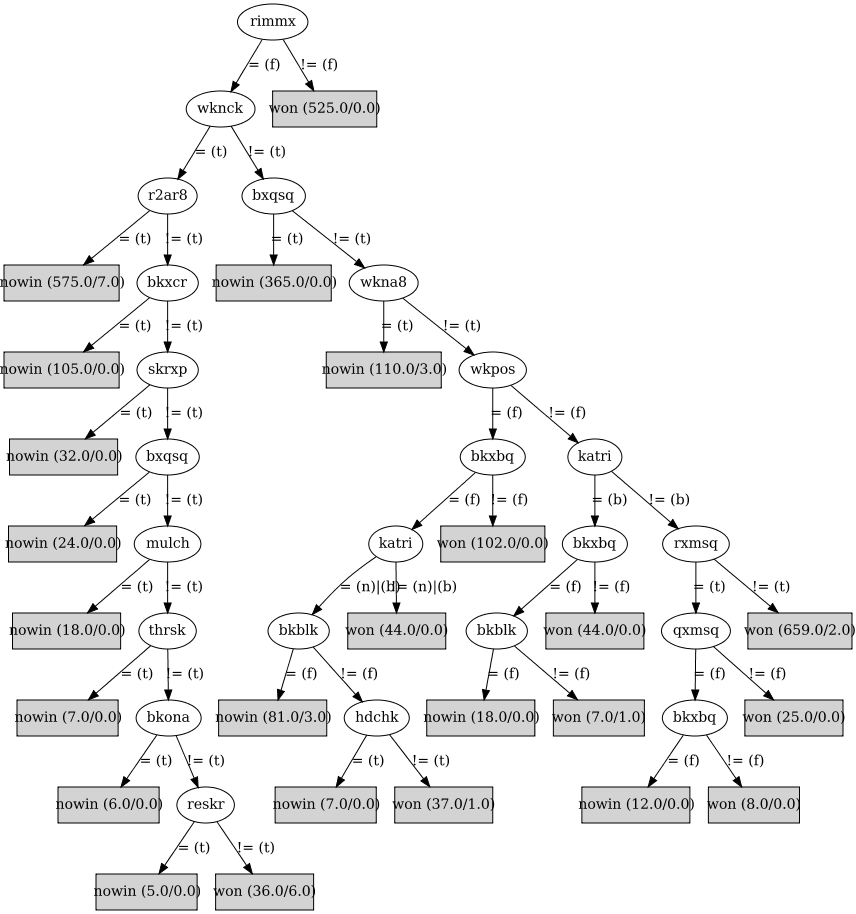 rimmx
= (f) != (f)
wknck won (525.0/0.0)
= (t) != (t)
r2ar8 bxqsq
= (t) != (t) = (t) != (t)
nowin (575.0/7.0) bkxcr nowin (365.0/0.0) wkna8
= (t) != (t) = (t) != (t)
nowin (105.0/0.0) skrxp nowin (110.0/3.0) wkpos
= (t) != (t) = (f) != (f)
nowin (32.0/0.0) bxqsq bkxbq katri
= (t) != (t) = (f) != (f) = (b) != (b)
nowin (24.0/0.0) mulch katri won (102.0/0.0) bkxbq rxmsq
= (t) != (t) = (n)|(b) != (n)|(b) = (f) != (f) = (t) != (t)
nowin (18.0/0.0) thrsk bkblk won (44.0/0.0) bkblk won (44.0/0.0) qxmsq won (659.0/2.0)
= (t) != (t) = (f) != (f) = (f) != (f) = (f) != (f)
nowin (7.0/0.0) bkona nowin (81.0/3.0) hdchk nowin (18.0/0.0) won (7.0/1.0) bkxbq won (25.0/0.0)
= (t) != (t) = (t) != (t) = (f) != (f)
nowin (6.0/0.0) reskr nowin (7.0/0.0) won (37.0/1.0) nowin (12.0/0.0) won (8.0/0.0)
= (t) != (t)
nowin (5.0/0.0) won (36.0/6.0)